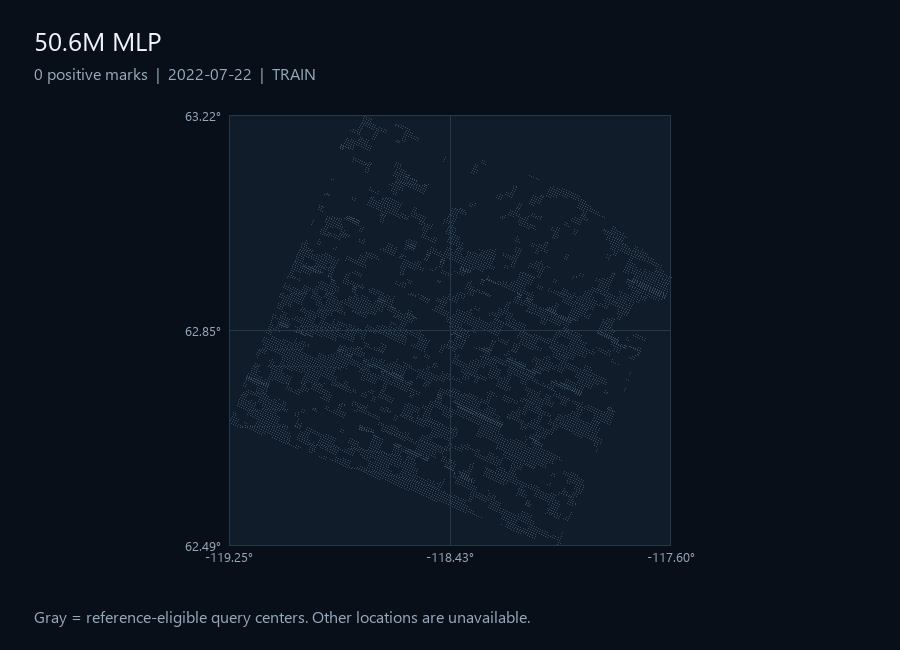 50.6M MLP
0 positive marks | 2022-07-22 | TRAIN
63.22°
62.85°
62.49°
-119.25°
-118.43°
-117.60°
Gray = reference-eligible query centers. Other locations are unavailable.